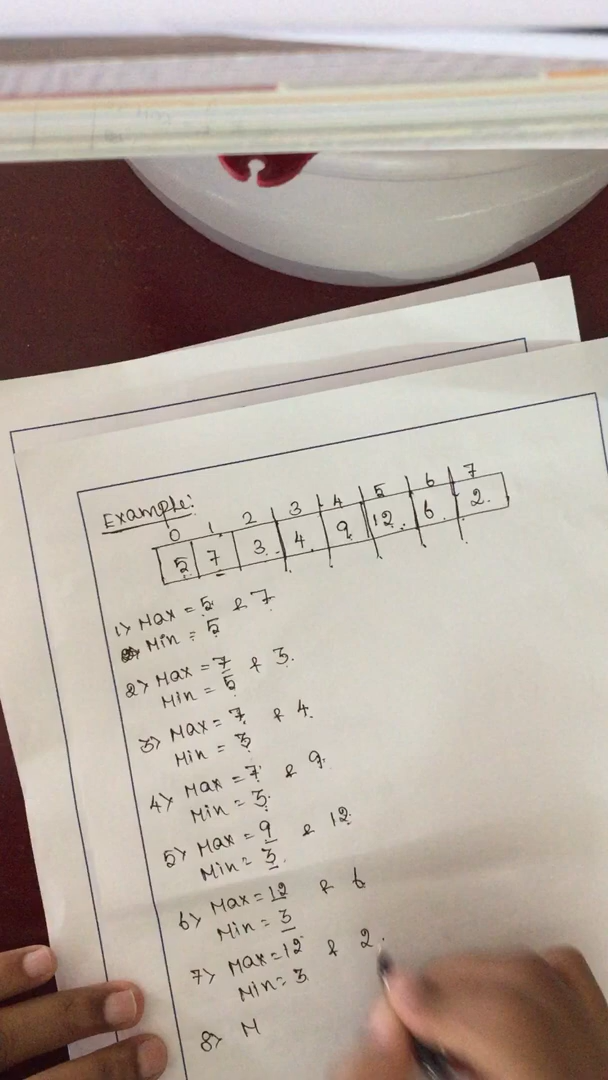 Example:
0 1 2 3 4 5 6 7
5 7 3 4 9 12 6 2
1> Max = 5 & 7
Min = 5
2> Max = 7 & 3
Min = 5
3> Max = 7 & 4
Min = 3
4> Max = 7 & 9
Min = 3
5> Max = 9 & 12
Min = 3
6> Max = 12 & 6
Min = 3
7> Max = 12 & 2
Min = 3
8> M